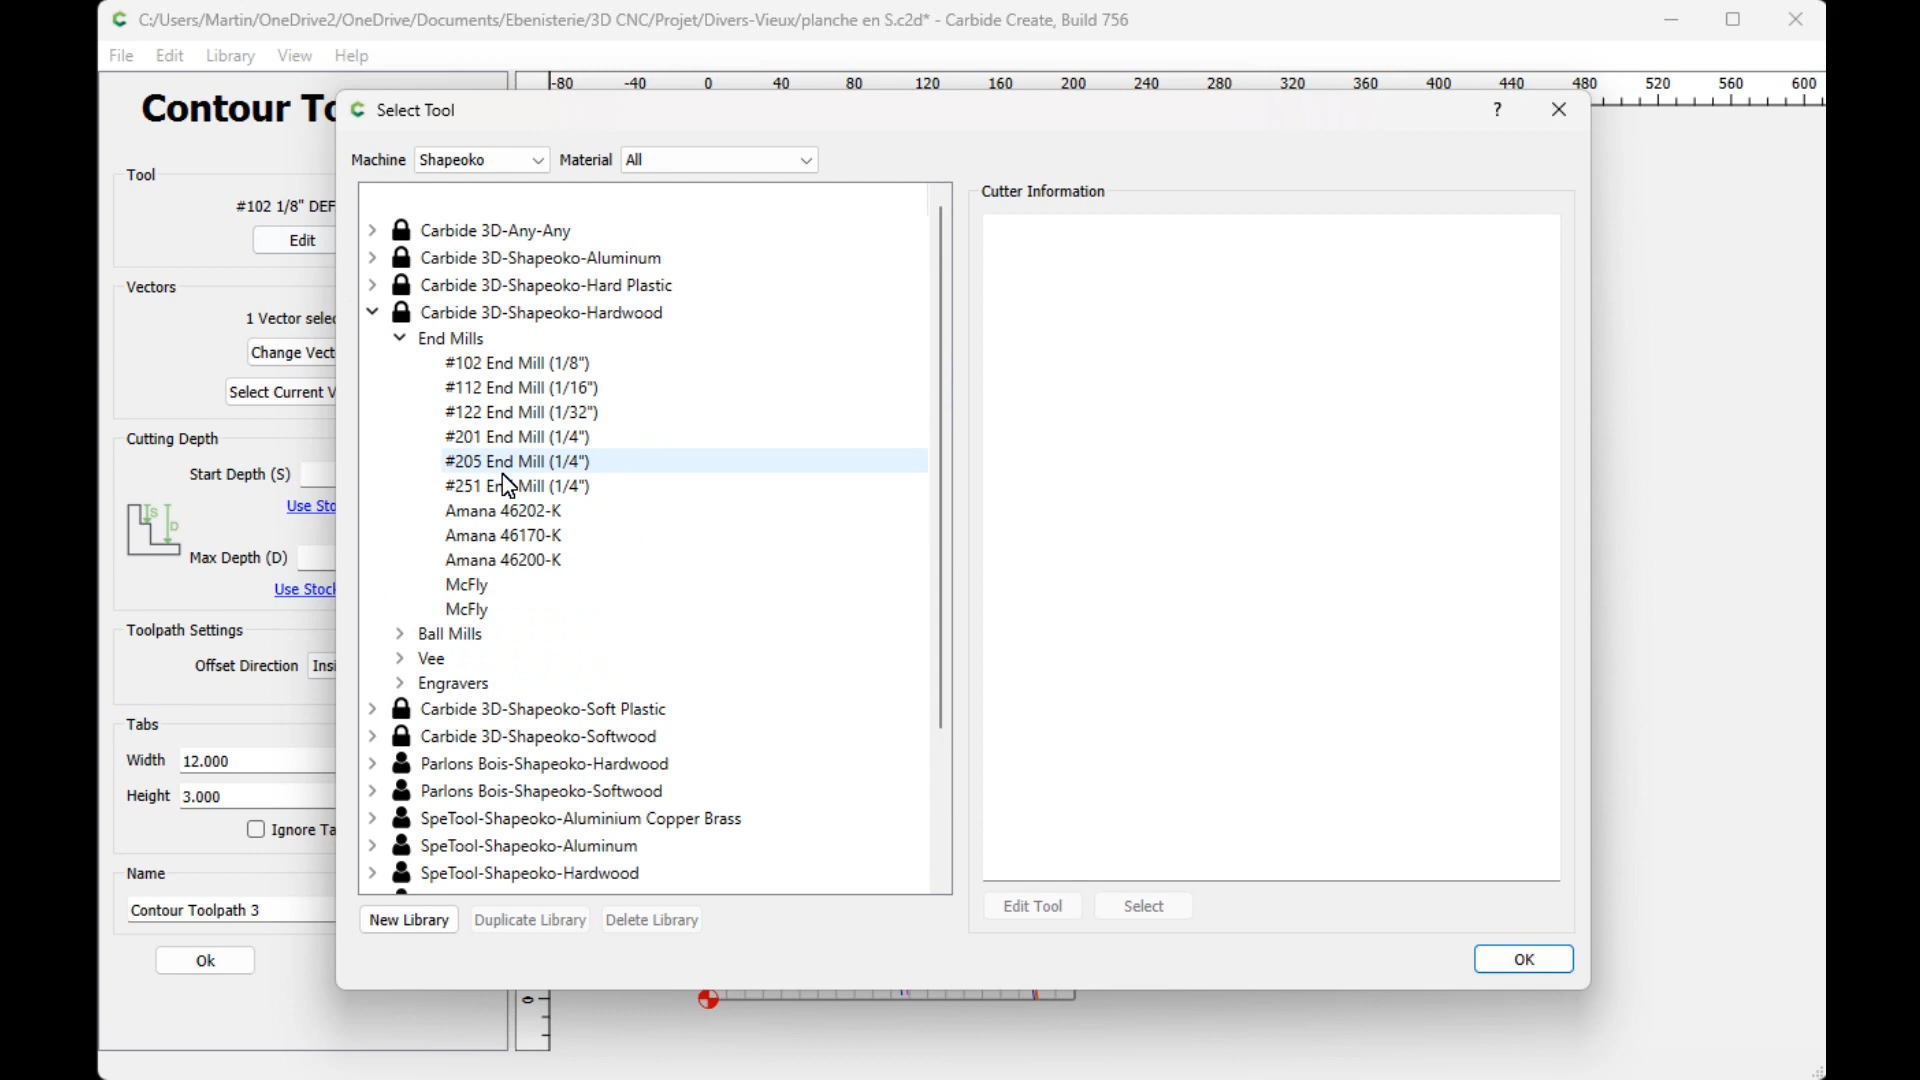 C:/Users/Martin/OneDrive2/OneDrive/Documents/Ebenisterie/3D CNC/Projet/Divers-Vieux/planche en S.c2d* - Carbide Create, Build 756
File Edit Library View Help
-80 -40 0 40 80 120 160 200 240 280 320 360 400 440 480 520 560 600
Contour To
Select Tool
?
Machine Shapeoko Material All
Tool
#102 1/8" DEF
Edit
Vectors
1 Vector selec
Change Vect
Select Current V
Cutting Depth
Start Depth (S)
Use Sto
S
D
Max Depth (D)
Use Stock
Toolpath Settings
Offset Direction Insi
Tabs
Width 12.000
Height 3.000
Ignore Ta
Name
Contour Toolpath 3
Ok
Carbide 3D-Any-Any
Carbide 3D-Shapeoko-Aluminum
Carbide 3D-Shapeoko-Hard Plastic
Carbide 3D-Shapeoko-Hardwood
End Mills
#102 End Mill (1/8")
#112 End Mill (1/16")
#122 End Mill (1/32")
#201 End Mill (1/4")
#205 End Mill (1/4")
#251 End Mill (1/4")
Amana 46202-K
Amana 46170-K
Amana 46200-K
McFly
McFly
Ball Mills
Vee
Engravers
Carbide 3D-Shapeoko-Soft Plastic
Carbide 3D-Shapeoko-Softwood
Parlons Bois-Shapeoko-Hardwood
Parlons Bois-Shapeoko-Softwood
SpeTool-Shapeoko-Aluminium Copper Brass
SpeTool-Shapeoko-Aluminum
SpeTool-Shapeoko-Hardwood
New Library Duplicate Library Delete Library
Cutter Information
Edit Tool Select
OK
0